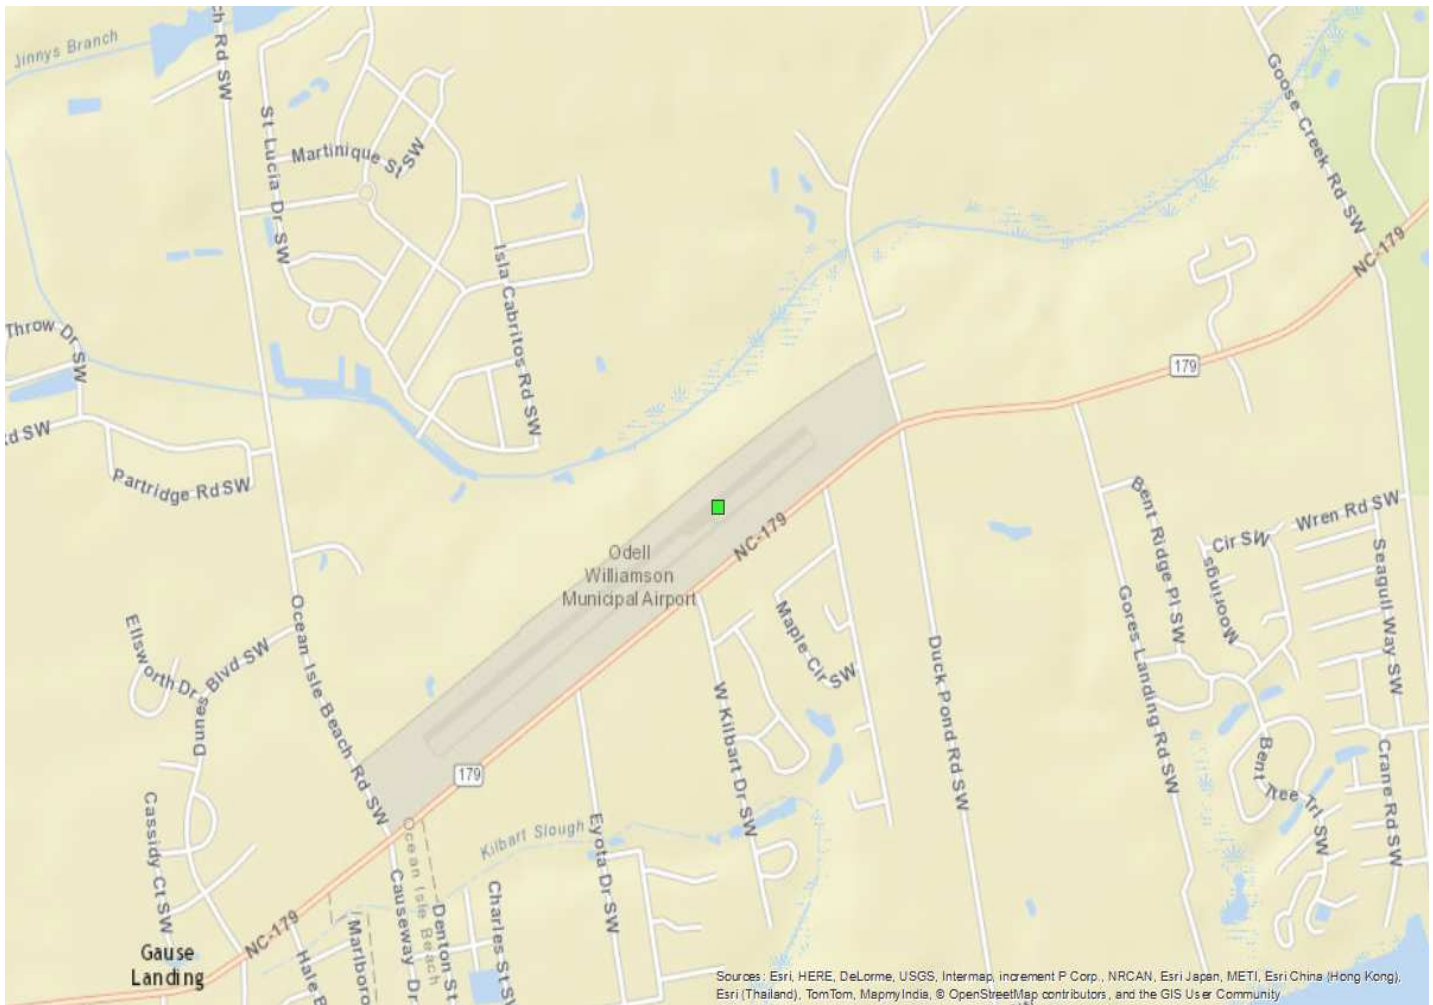 Jinnys Branch
ch Rd SW
St Lucia Dr SW
Martinique St
SW
Goose Creek Rd SW
NC-179
Isla Cabritos Rd SW
Throw Dr SW
179
Rd SW
Partridge Rd SW
NC-179
Odell
Williamson
Municipal Airport
Bent Ridge Pl SW
Wren Rd SW
Cir SW
Moorings
Seagull Way SW
Ocean Isle Beach Rd SW
Ellsworth Dr
Dunes Blvd SW
Maple Cir SW
Duck Pond Rd SW
Gores Landing Rd SW
W Kilbart Dr SW
179
Bent Tree Trl SW
Crane Rd SW
Cassidy Ct SW
Kilbart Slough
Eyota Dr SW
Ocean Isle Beach
Causeway Dr
Denton St
Charles St SW
NC-179
Marlboro
Hale B
Gause
Landing
Sources: Esri, HERE, DeLorme, USGS, Intermap, increment P Corp., NRCAN, Esri Japan, METI, Esri China (Hong Kong),
Esri (Thailand), TomTom, MapmyIndia, © OpenStreetMap contributors, and the GIS User Community